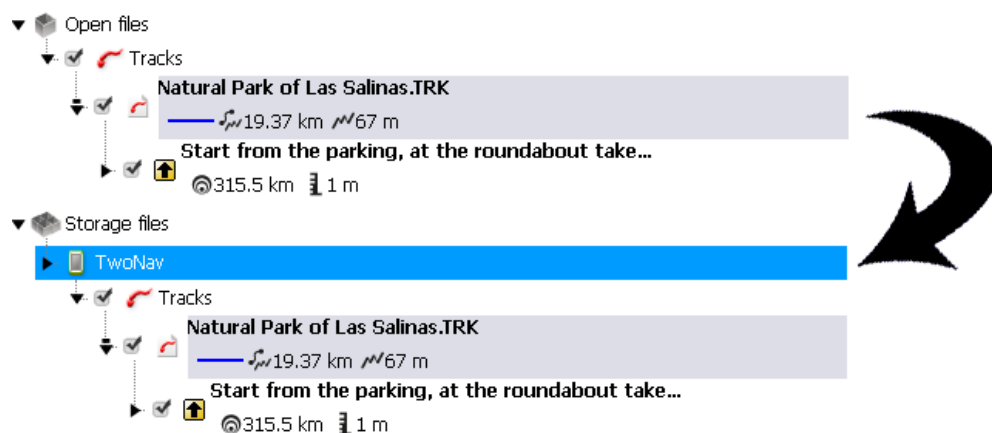 Open files
Tracks
Natural Park of Las Salinas.TRK
19.37 km 67 m
Start from the parking, at the roundabout take...
315.5 km 1 m
Storage files
TwoNav
Tracks
Natural Park of Las Salinas.TRK
19.37 km 67 m
Start from the parking, at the roundabout take...
315.5 km 1 m